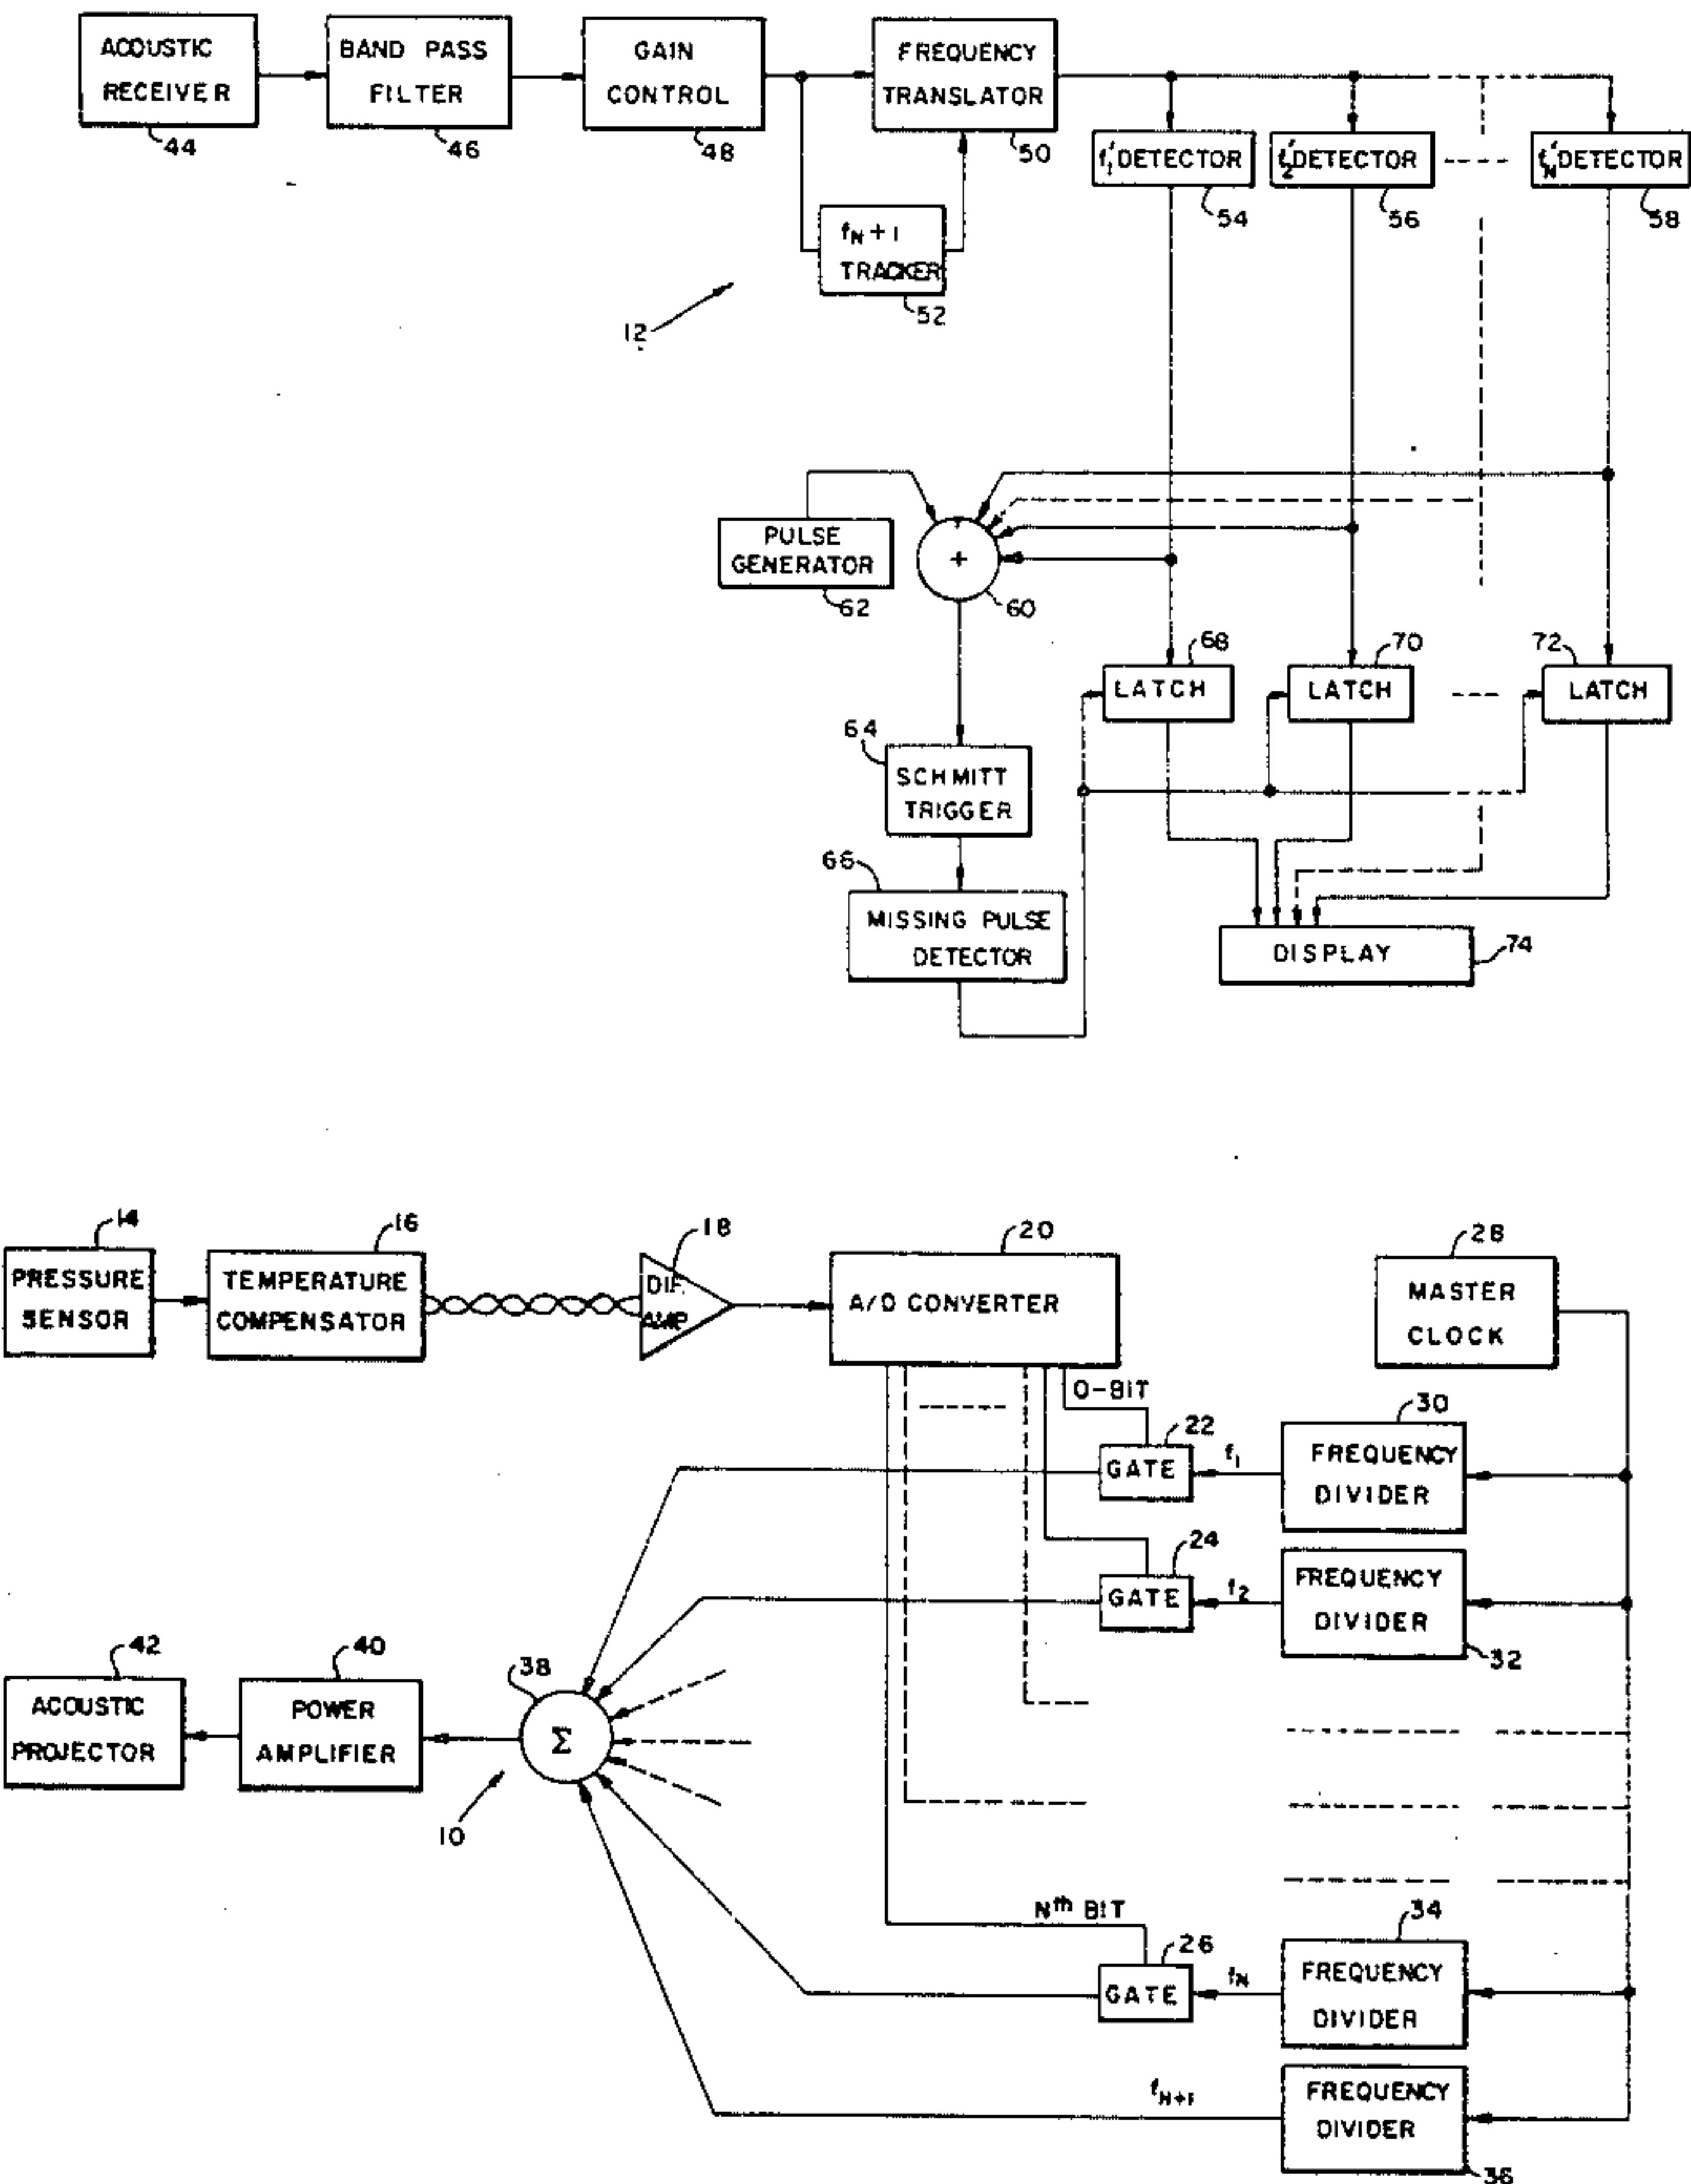 ACOUSTIC
RECEIVER
44
BAND PASS
FILTER
46
GAIN
CONTROL
48
FREQUENCY
TRANSLATOR
50
f₁' DETECTOR
54
f₂' DETECTOR
56
f_N' DETECTOR
58
f_N+1
TRACKER
52
12
PULSE
GENERATOR
62
+
60
68
LATCH
70
LATCH
72
LATCH
64
SCHMITT
TRIGGER
66
MISSING PULSE
DETECTOR
DISPLAY
74
14
PRESSURE
SENSOR
16
TEMPERATURE
COMPENSATOR
18
DIF.
AMP
20
A/D CONVERTER
28
MASTER
CLOCK
0-BIT
22
GATE
f₁
30
FREQUENCY
DIVIDER
24
GATE
f₂
FREQUENCY
DIVIDER
32
42
ACOUSTIC
PROJECTOR
40
POWER
AMPLIFIER
38
Σ
10
Nth BIT
26
GATE
f_N
34
FREQUENCY
DIVIDER
f_N+1
FREQUENCY
DIVIDER
36